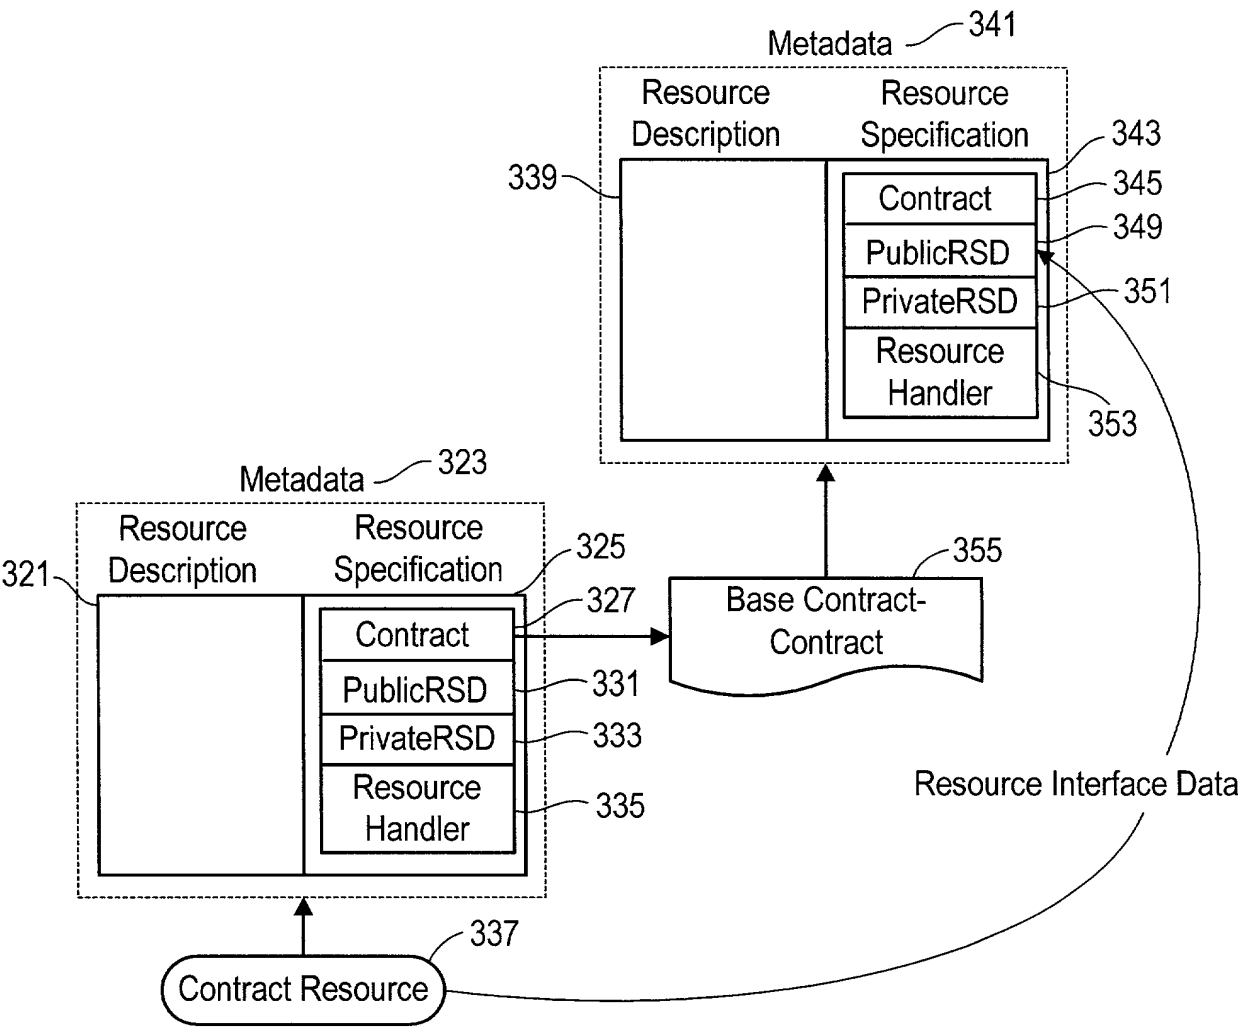 Metadata 341
Resource Description
Resource Specification
343
339
Contract 345
PublicRSD 349
PrivateRSD 351
Resource
Handler
353
Metadata 323
Resource Description
Resource Specification
325
321
Contract 327
PublicRSD 331
PrivateRSD 333
Resource
Handler
335
355
Base Contract-
Contract
Resource Interface Data
337
Contract Resource